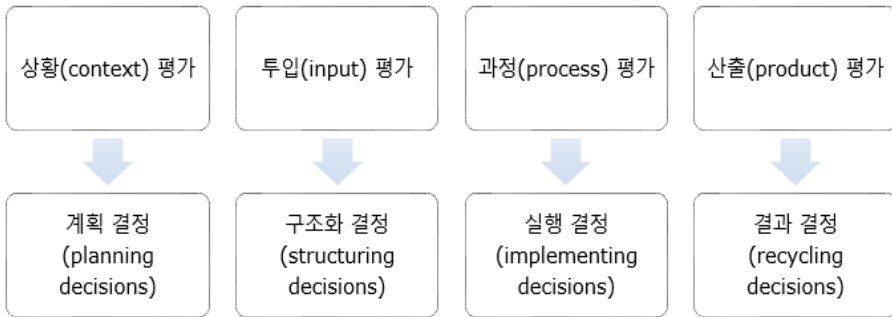 상황(context) 평가
투입(input) 평가
과정(process) 평가
산출(product) 평가
계획 결정
(planning
decisions)
구조화 결정
(structuring
decisions)
실행 결정
(implementing
decisions)
결과 결정
(recycling
decisions)